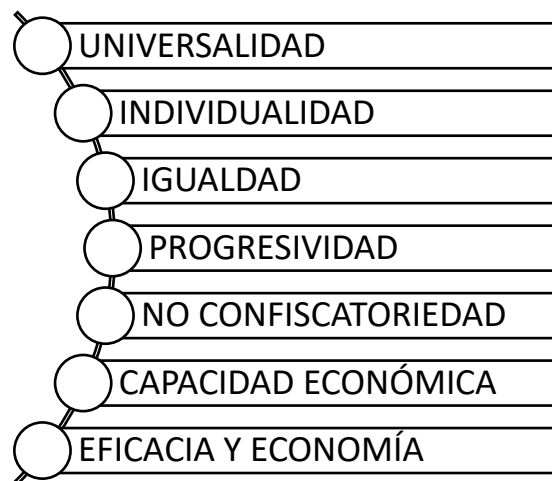 UNIVERSALIDAD
INDIVIDUALIDAD
IGUALDAD
PROGRESIVIDAD
NO CONFISCATORIEDAD
CAPACIDAD ECONÓMICA
EFICACIA Y ECONOMÍA